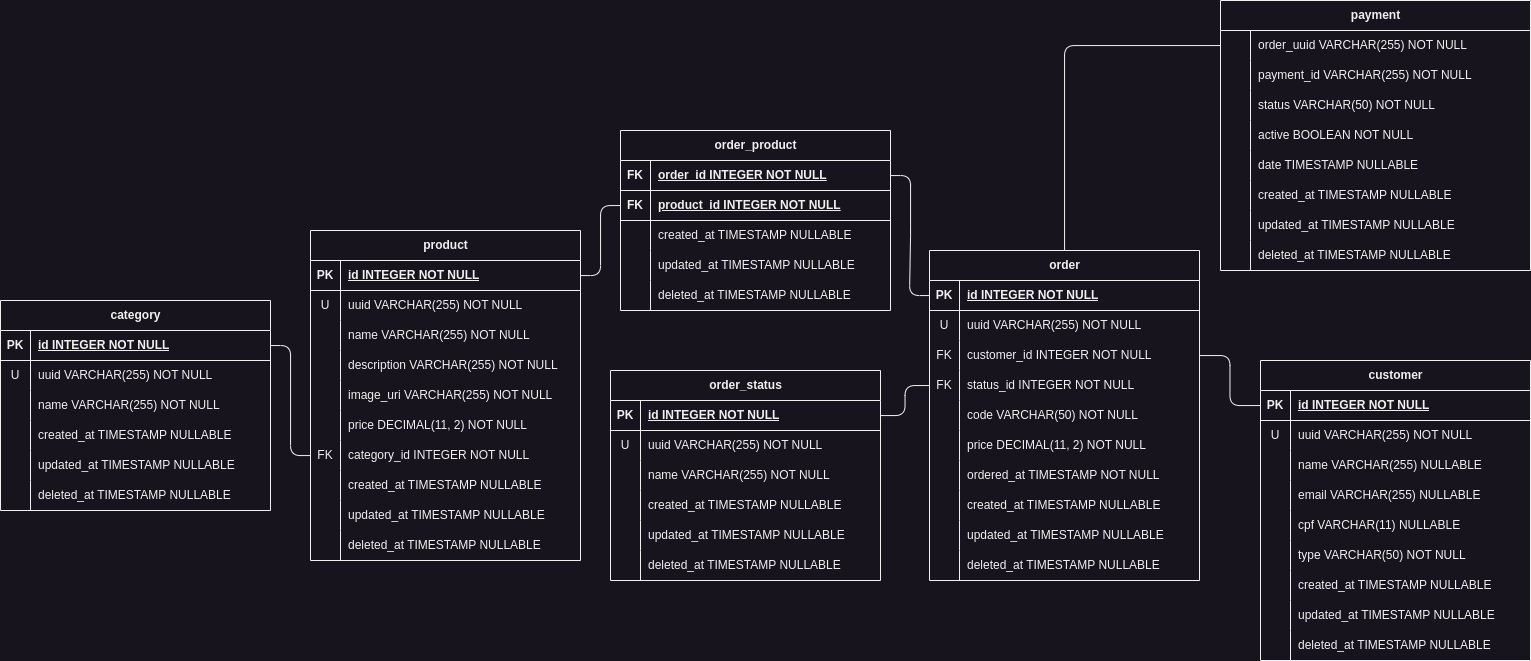 payment
order_uuid VARCHAR(255) NOT NULL
payment_id VARCHAR(255) NOT NULL
status VARCHAR(50) NOT NULL
active BOOLEAN NOT NULL
date TIMESTAMP NULLABLE
created_at TIMESTAMP NULLABLE
updated_at TIMESTAMP NULLABLE
deleted_at TIMESTAMP NULLABLE
order_product
FK order_id INTEGER NOT NULL
FK product_id INTEGER NOT NULL
created_at TIMESTAMP NULLABLE
updated_at TIMESTAMP NULLABLE
deleted_at TIMESTAMP NULLABLE
product
PK id INTEGER NOT NULL
U uuid VARCHAR(255) NOT NULL
name VARCHAR(255) NOT NULL
description VARCHAR(255) NOT NULL
image_uri VARCHAR(255) NOT NULL
price DECIMAL(11, 2) NOT NULL
FK category_id INTEGER NOT NULL
created_at TIMESTAMP NULLABLE
updated_at TIMESTAMP NULLABLE
deleted_at TIMESTAMP NULLABLE
order
PK id INTEGER NOT NULL
U uuid VARCHAR(255) NOT NULL
FK customer_id INTEGER NOT NULL
FK status_id INTEGER NOT NULL
code VARCHAR(50) NOT NULL
price DECIMAL(11, 2) NOT NULL
ordered_at TIMESTAMP NOT NULL
created_at TIMESTAMP NULLABLE
updated_at TIMESTAMP NULLABLE
deleted_at TIMESTAMP NULLABLE
category
PK id INTEGER NOT NULL
U uuid VARCHAR(255) NOT NULL
name VARCHAR(255) NOT NULL
created_at TIMESTAMP NULLABLE
updated_at TIMESTAMP NULLABLE
deleted_at TIMESTAMP NULLABLE
order_status
PK id INTEGER NOT NULL
U uuid VARCHAR(255) NOT NULL
name VARCHAR(255) NOT NULL
created_at TIMESTAMP NULLABLE
updated_at TIMESTAMP NULLABLE
deleted_at TIMESTAMP NULLABLE
customer
PK id INTEGER NOT NULL
U uuid VARCHAR(255) NOT NULL
name VARCHAR(255) NULLABLE
email VARCHAR(255) NULLABLE
cpf VARCHAR(11) NULLABLE
type VARCHAR(50) NOT NULL
created_at TIMESTAMP NULLABLE
updated_at TIMESTAMP NULLABLE
deleted_at TIMESTAMP NULLABLE